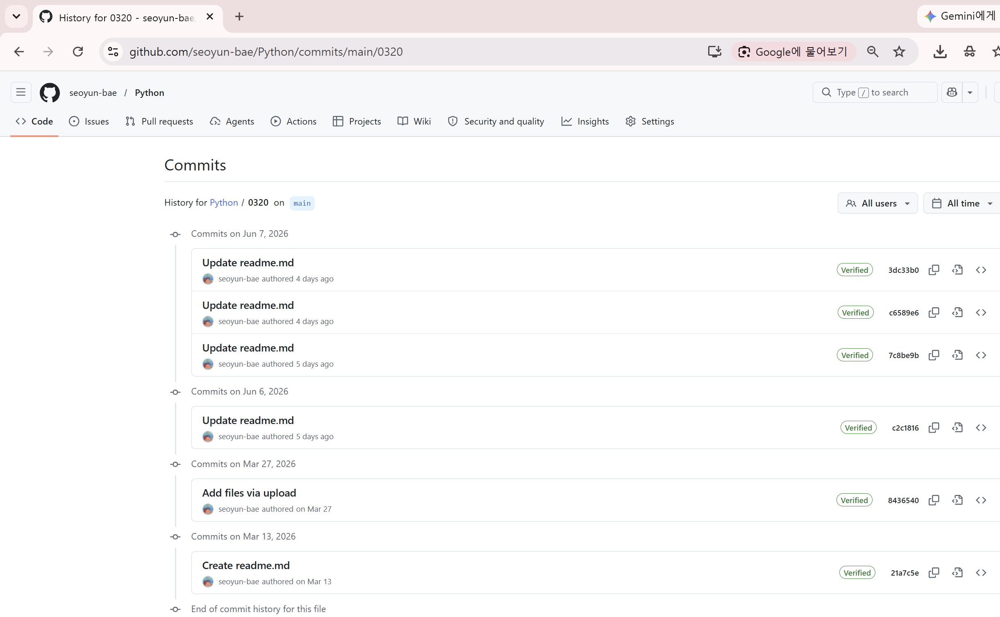 History for 0320 - seoyun-bae/
Gemini에게
github.com/seoyun-bae/Python/commits/main/0320
Google에 물어보기
seoyun-bae / Python
Type / to search
Code Issues Pull requests Agents Actions Projects Wiki Security and quality Insights Settings
Commits
History for Python / 0320 on main
All users All time
Commits on Jun 7, 2026
Update readme.md
seoyun-bae authored 4 days ago
Verified 3dc33b0
Update readme.md
seoyun-bae authored 4 days ago
Verified c6589e6
Update readme.md
seoyun-bae authored 5 days ago
Verified 7c8be9b
Commits on Jun 6, 2026
Update readme.md
seoyun-bae authored 5 days ago
Verified c2c1816
Commits on Mar 27, 2026
Add files via upload
seoyun-bae authored on Mar 27
Verified 8436540
Commits on Mar 13, 2026
Create readme.md
seoyun-bae authored on Mar 13
Verified 21a7c5e
End of commit history for this file